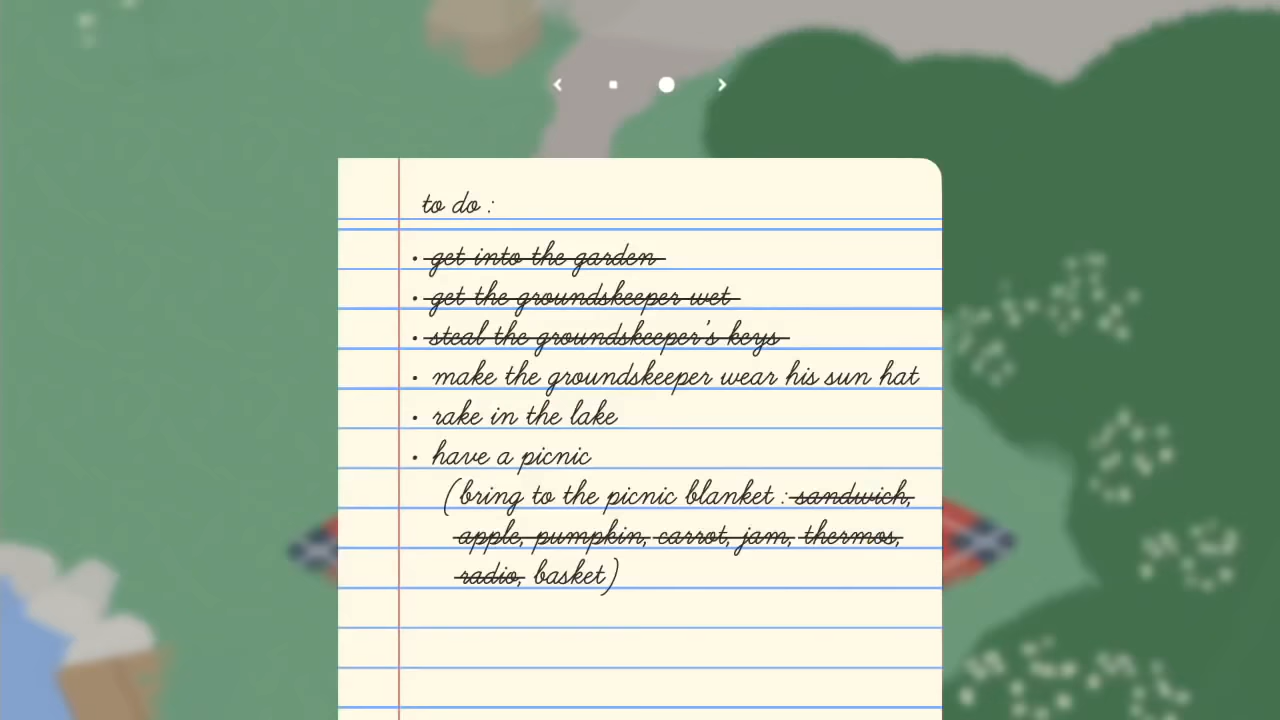 to do :
• get into the garden
• get the groundskeeper wet
• steal the groundskeeper's keys
• make the groundskeeper wear his sun hat
• rake in the lake
• have a picnic
(bring to the picnic blanket : sandwich,
apple, pumpkin, carrot, jam, thermos,
radio, basket)